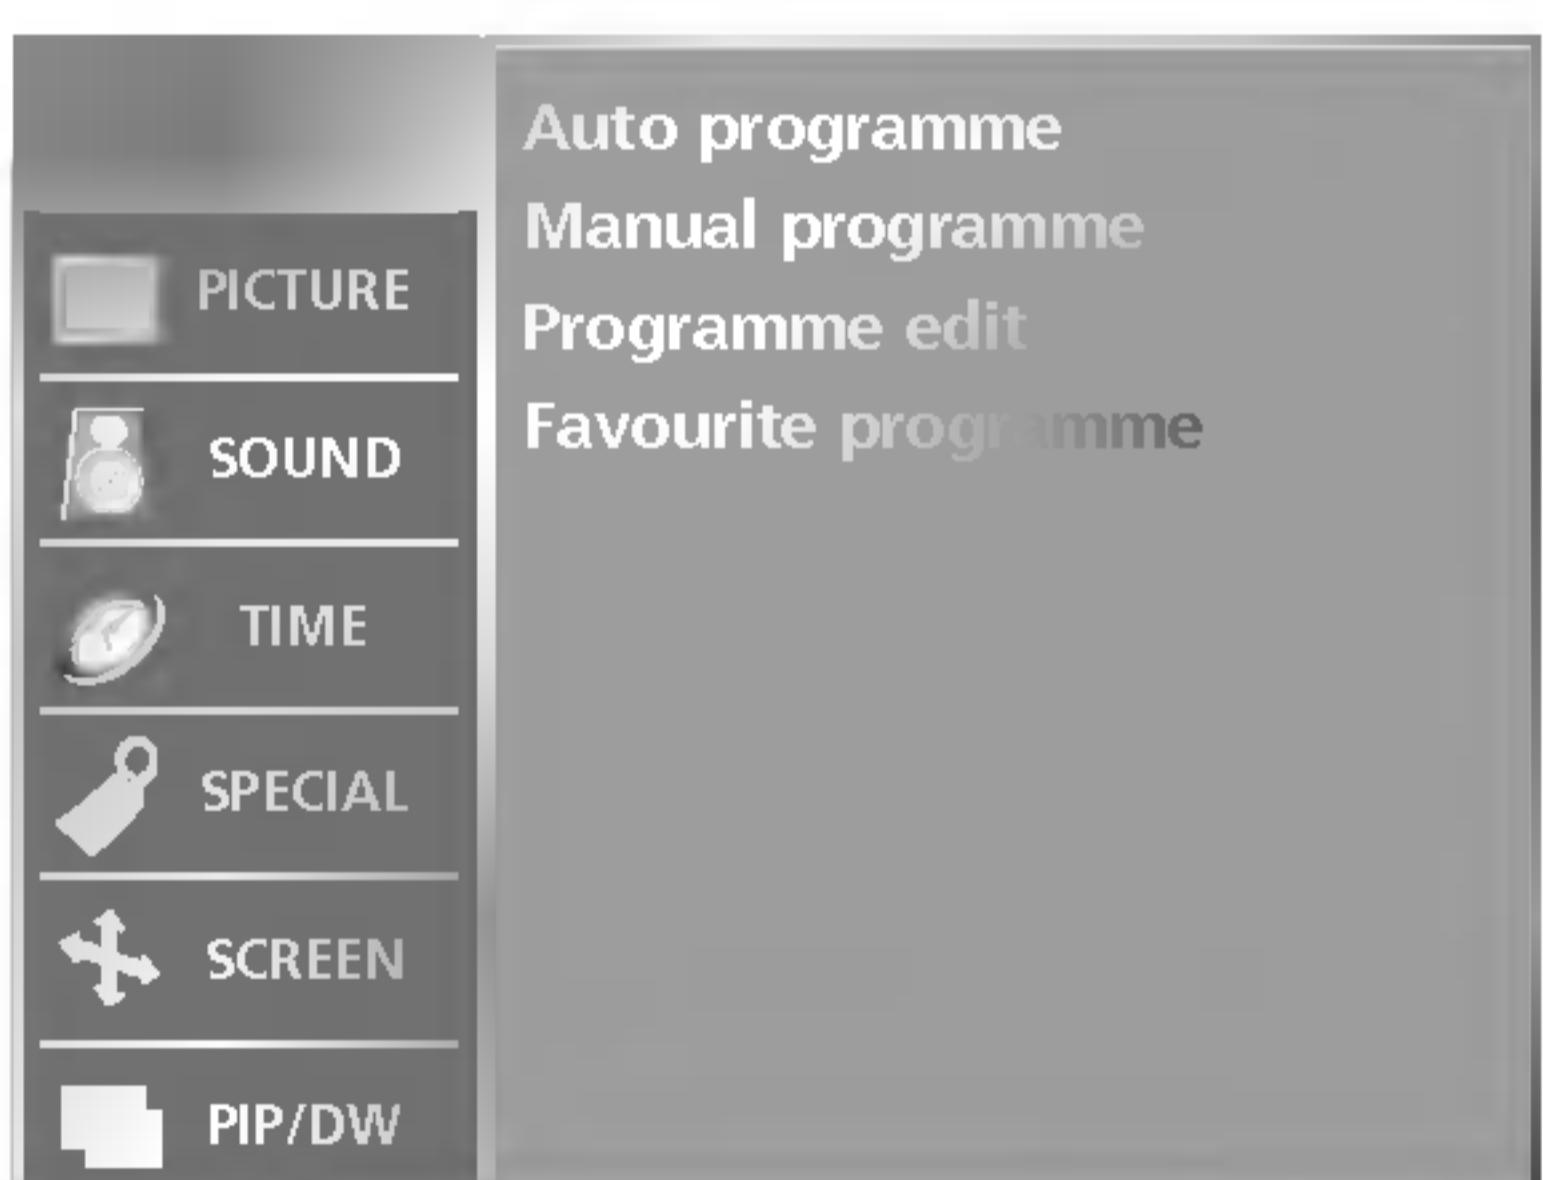 Auto programme
Manual programme
Programme edit
Favourite programme
PICTURE
SOUND
TIME
SPECIAL
SCREEN
PIP/DW